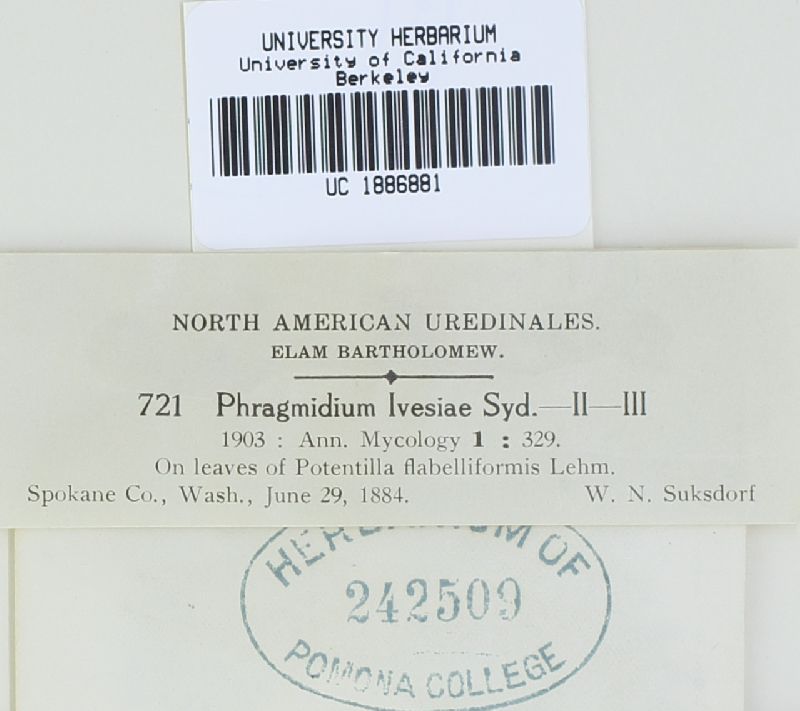 UNIVERSITY HERBARIUM
University of California
Berkeley
UC 1886881
NORTH AMERICAN UREDINALES.
ELAM BARTHOLOMEW.
721 Phragmidium Ivesiae Syd.—II—III
1903 : Ann. Mycology 1 : 329.
On leaves of Potentilla flabelliformis Lehm.
Spokane Co., Wash., June 29, 1884. W. N. Suksdorf
HERBARIUM OF
242509
POMONA COLLEGE